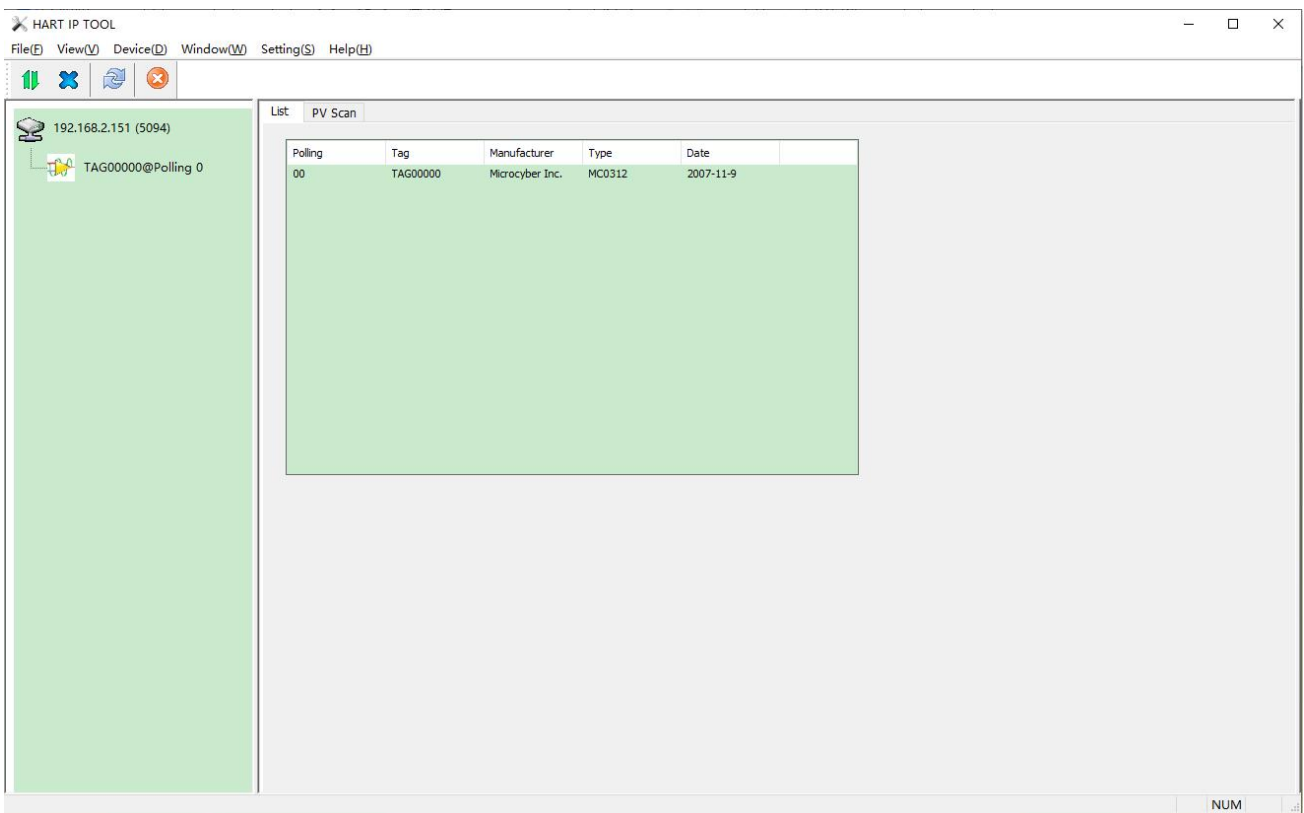 HART IP TOOL
File(F) View(V) Device(D) Window(W) Setting(S) Help(H)
192.168.2.151 (5094)
TAG00000@Polling 0
List PV Scan
Polling Tag Manufacturer Type Date
00 TAG00000 Microcyber Inc. MC0312 2007-11-9
NUM